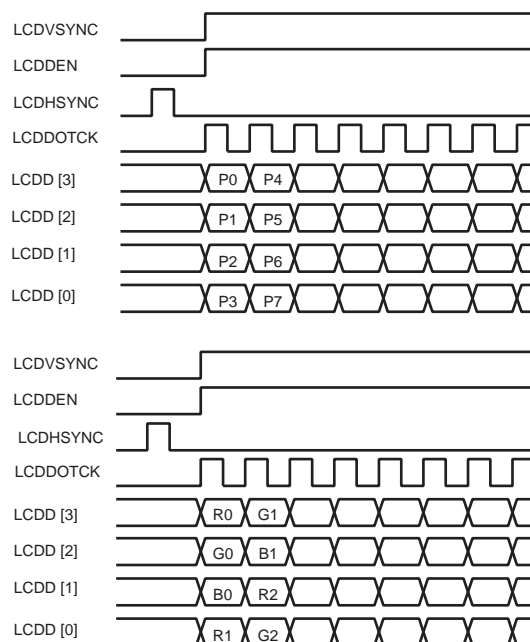 LCDVSYNC
LCDDEN
LCDHSYNC
LCDDOTCK
LCDD [3] P0 P4
LCDD [2] P1 P5
LCDD [1] P2 P6
LCDD [0] P3 P7
LCDVSYNC
LCDDEN
LCDHSYNC
LCDDOTCK
LCDD [3] R0 G1
LCDD [2] G0 B1
LCDD [1] B0 R2
LCDD [0] R1 G2